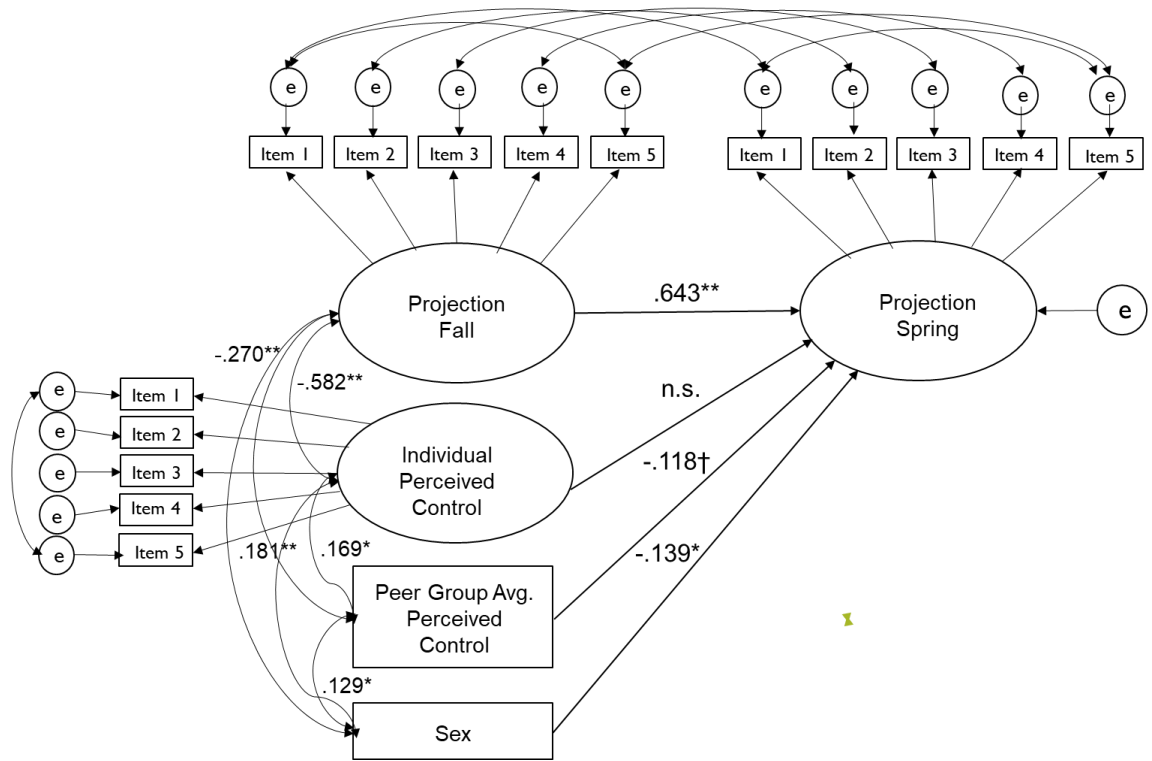 e e e e e e e e e e
Item 1 Item 2 Item 3 Item 4 Item 5 Item 1 Item 2 Item 3 Item 4 Item 5
Projection
Fall
.643**
Projection
Spring
e
-.270**
-.582**
n.s.
e Item 1
e Item 2
e Item 3
e Item 4
e Item 5
Individual
Perceived
Control
-.118†
.181**
.169*
-.139*
Peer Group Avg.
Perceived
Control
.129*
Sex